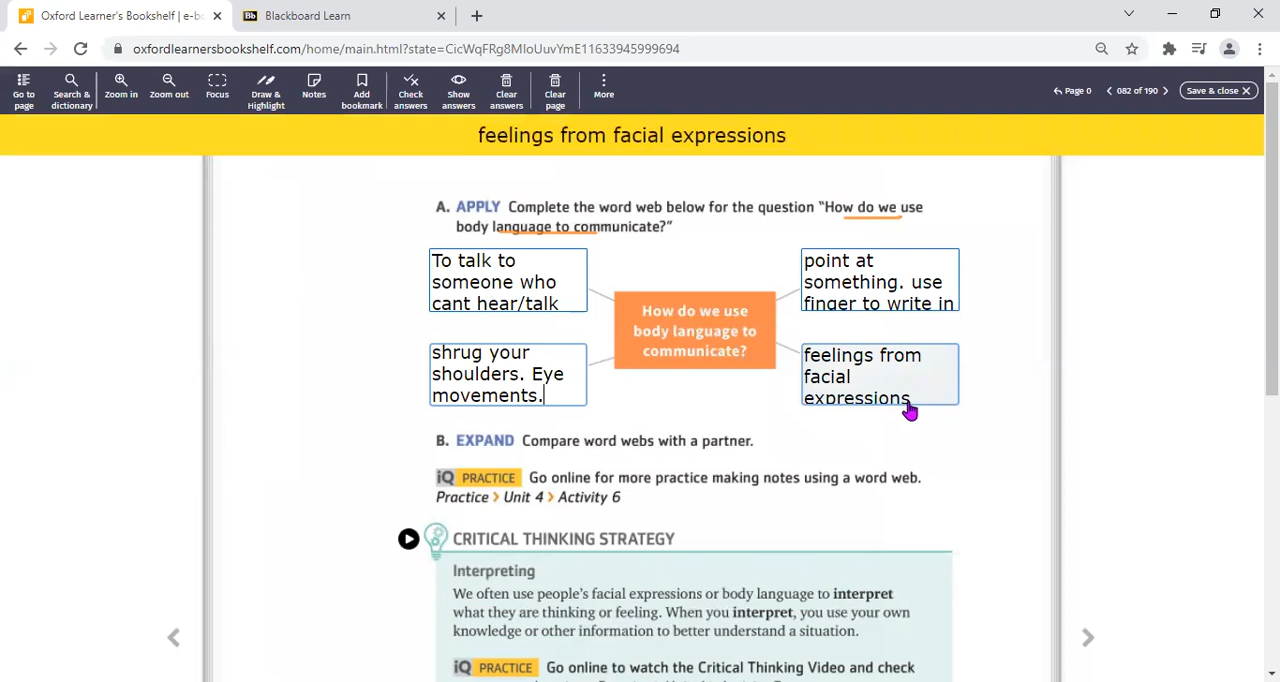 Oxford Learner's Bookshelf | e-bo
Blackboard Learn
oxfordlearnersbookshelf.com/home/main.html?state=CicWqFRg8MloUuvYmE11633945999694
Go to page
Search & dictionary
Zoom in
Zoom out
Focus
Draw & Highlight
Notes
Add bookmark
Check answers
Show answers
Clear answers
Clear page
More
Page 0
082 of 190
Save & close
feelings from facial expressions
A. APPLY Complete the word web below for the question “How do we use
body language to communicate?”
To talk to
someone who
cant hear/talk
point at
something. use
finger to write in
How do we use
body language to
communicate?
shrug your
shoulders. Eye
movements.
feelings from
facial
expressions
B. EXPAND Compare word webs with a partner.
iQ PRACTICE Go online for more practice making notes using a word web.
Practice > Unit 4 > Activity 6
CRITICAL THINKING STRATEGY
Interpreting
We often use people's facial expressions or body language to interpret
what they are thinking or feeling. When you interpret, you use your own
knowledge or other information to better understand a situation.
iQ PRACTICE Go online to watch the Critical Thinking Video and check